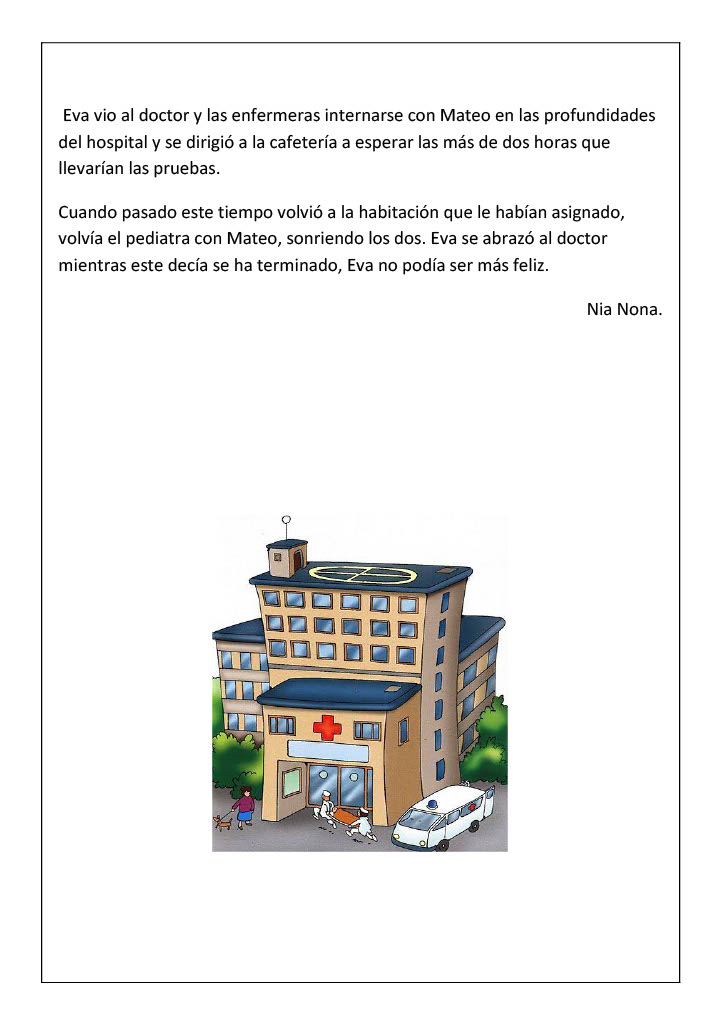 Eva vio al doctor y las enfermeras internarse con Mateo en las profundidades
del hospital y se dirigió a la cafetería a esperar las más de dos horas que
llevarían las pruebas.
Cuando pasado este tiempo volvió a la habitación que le habían asignado,
volvía el pediatra con Mateo, sonriendo los dos. Eva se abrazó al doctor
mientras este decía se ha terminado, Eva no podía ser más feliz.
Nia Nona.